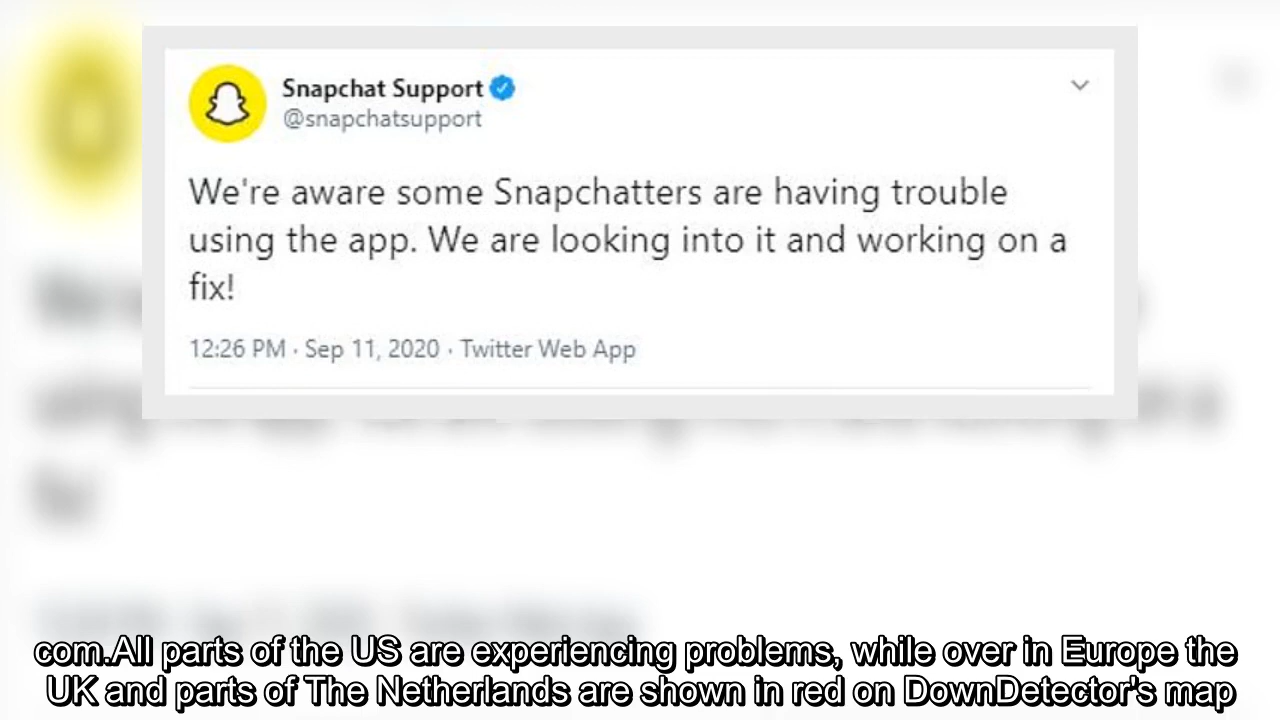 Snapchat Support
@snapchatsupport
We're aware some Snapchatters are having trouble
using the app. We are looking into it and working on a
fix!
12:26 PM · Sep 11, 2020 · Twitter Web App
com.All parts of the US are experiencing problems, while over in Europe the
UK and parts of The Netherlands are shown in red on DownDetector's map